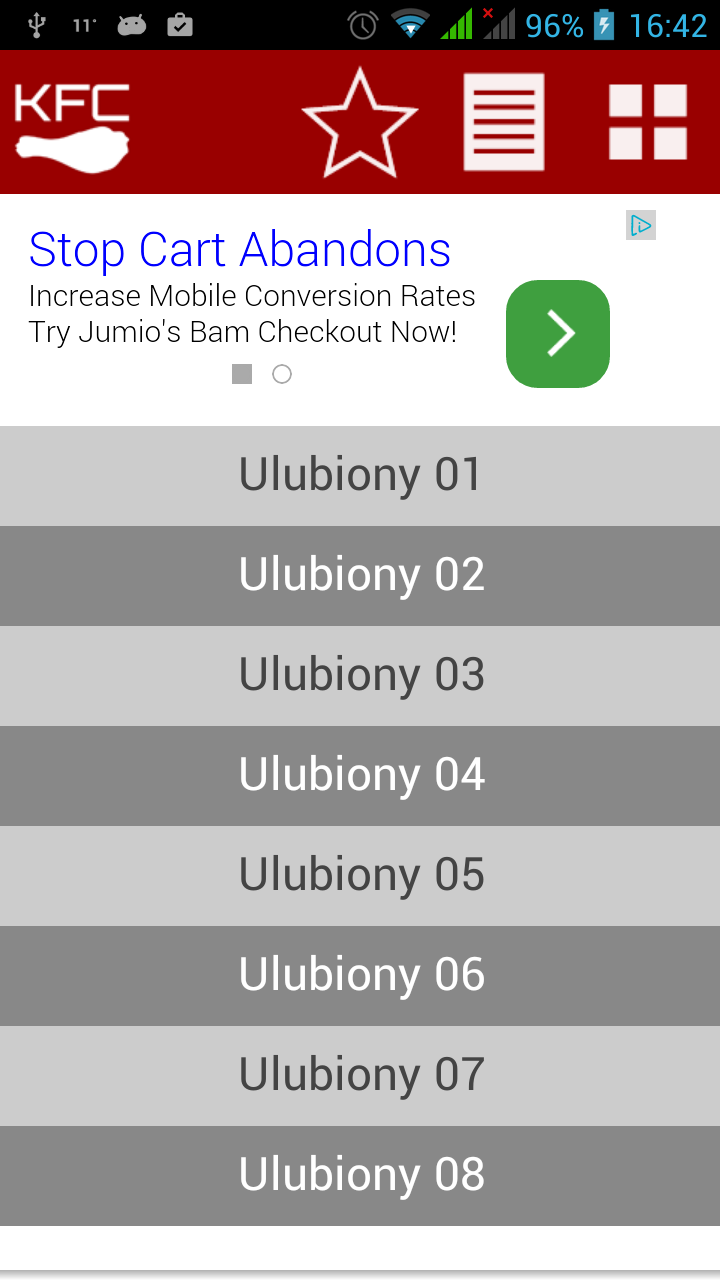 11°
96%
16:42
KFC
Stop Cart Abandons
Increase Mobile Conversion Rates
Try Jumio's Bam Checkout Now!
Ulubiony 01
Ulubiony 02
Ulubiony 03
Ulubiony 04
Ulubiony 05
Ulubiony 06
Ulubiony 07
Ulubiony 08